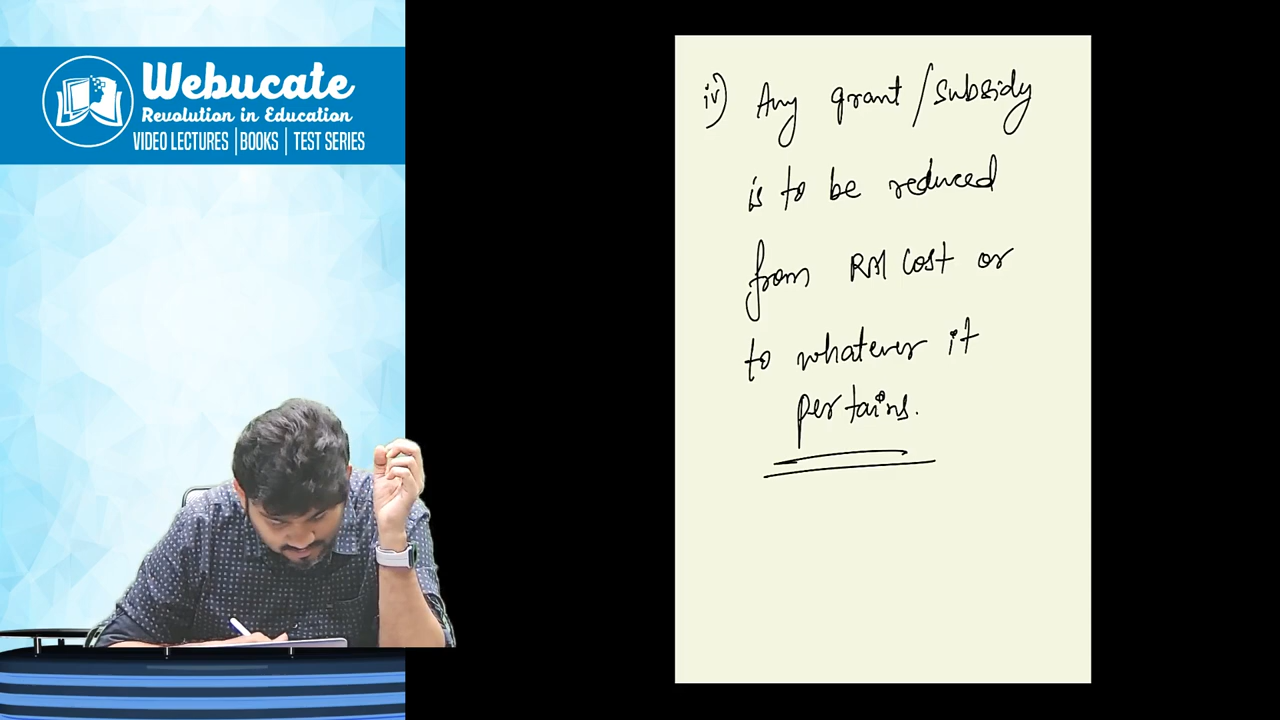 Webucate
Revolution in Education
VIDEO LECTURES | BOOKS | TEST SERIES
iv) Any grant/subsidy
is to be reduced
from RM Cost or
to whatever it
pertains.